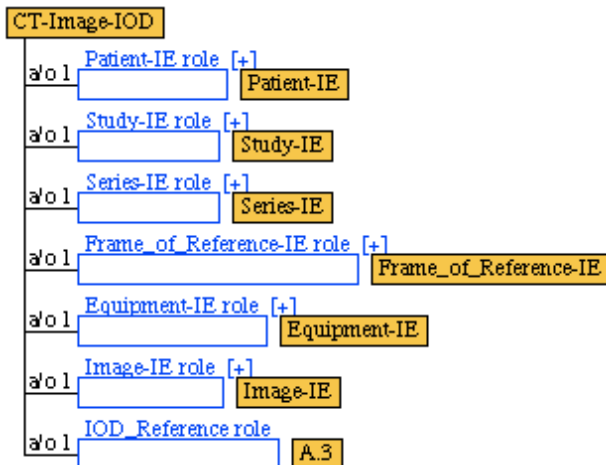 CT-Image-IOD
a/o 1 Patient-IE role [+]
Patient-IE
a/o 1 Study-IE role [+]
Study-IE
a/o 1 Series-IE role [+]
Series-IE
a/o 1 Frame_of_Reference-IE role [+]
Frame_of_Reference-IE
a/o 1 Equipment-IE role [+]
Equipment-IE
a/o 1 Image-IE role [+]
Image-IE
a/o 1 IOD_Reference role
A.3